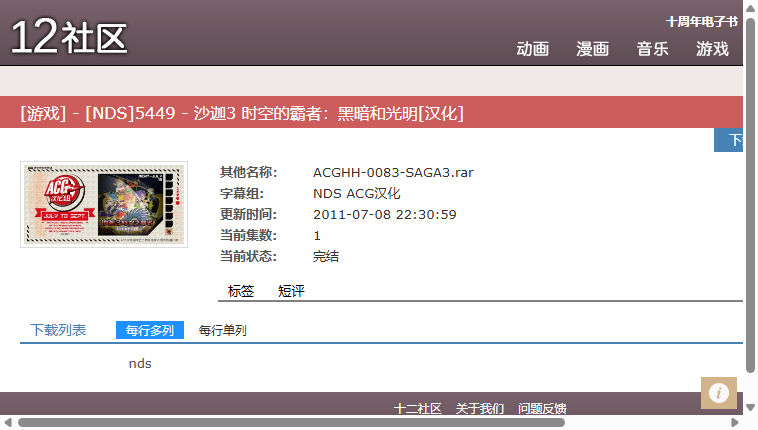 12社区
十周年电子书
动画 漫画 音乐 游戏
[游戏] - [NDS]5449 - 沙迦3 时空的霸者：黑暗和光明[汉化]
下
ACG
汉化组
JULY TO SEPT.
其他名称： ACGHH-0083-SAGA3.rar
字幕组： NDS ACG汉化
更新时间： 2011-07-08 22:30:59
当前集数： 1
当前状态： 完结
标签 短评
下载列表 每行多列 每行单列
nds
十二社区 关于我们 问题反馈